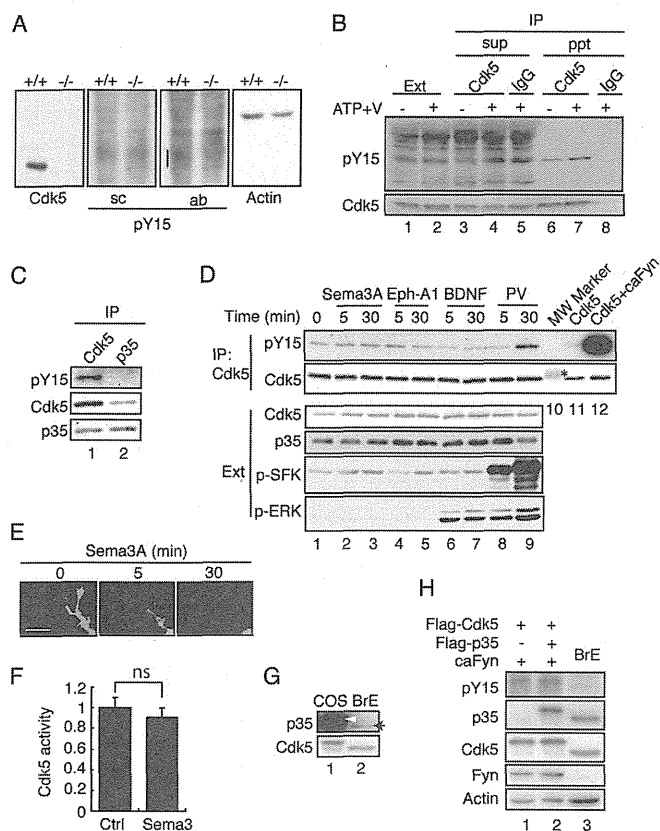 A
+/+ -/- +/+ -/- +/+ -/- +/+ -/-
Cdk5 sc ab Actin
pY15
B
IP
sup ppt
Ext Cdk5 IgG Cdk5 IgG
ATP+V - + - + + - + +
pY15
Cdk5
1 2 3 4 5 6 7 8
C
IP
Cdk5 p35
pY15
Cdk5
p35
1 2
D
Sema3A Eph-A1 BDNF PV MW Marker Cdk5 Cdk5+caFyn
Time (min) 0 5 30 5 30 5 30 5 30
IP: Cdk5
pY15
Cdk5 *
10 11 12
Ext
Cdk5
p35
p-SFK
p-ERK
1 2 3 4 5 6 7 8 9
E
Sema3A (min)
0 5 30
F
ns
Cdk5 activity
1.2
1
0.8
0.6
0.4
0.2
0
Ctrl Sema3
G
COS BrE
p35
Cdk5
1 2
H
Flag-Cdk5 + +
Flag-p35 - + BrE
caFyn + +
pY15
p35
Cdk5
Fyn
Actin
1 2 3